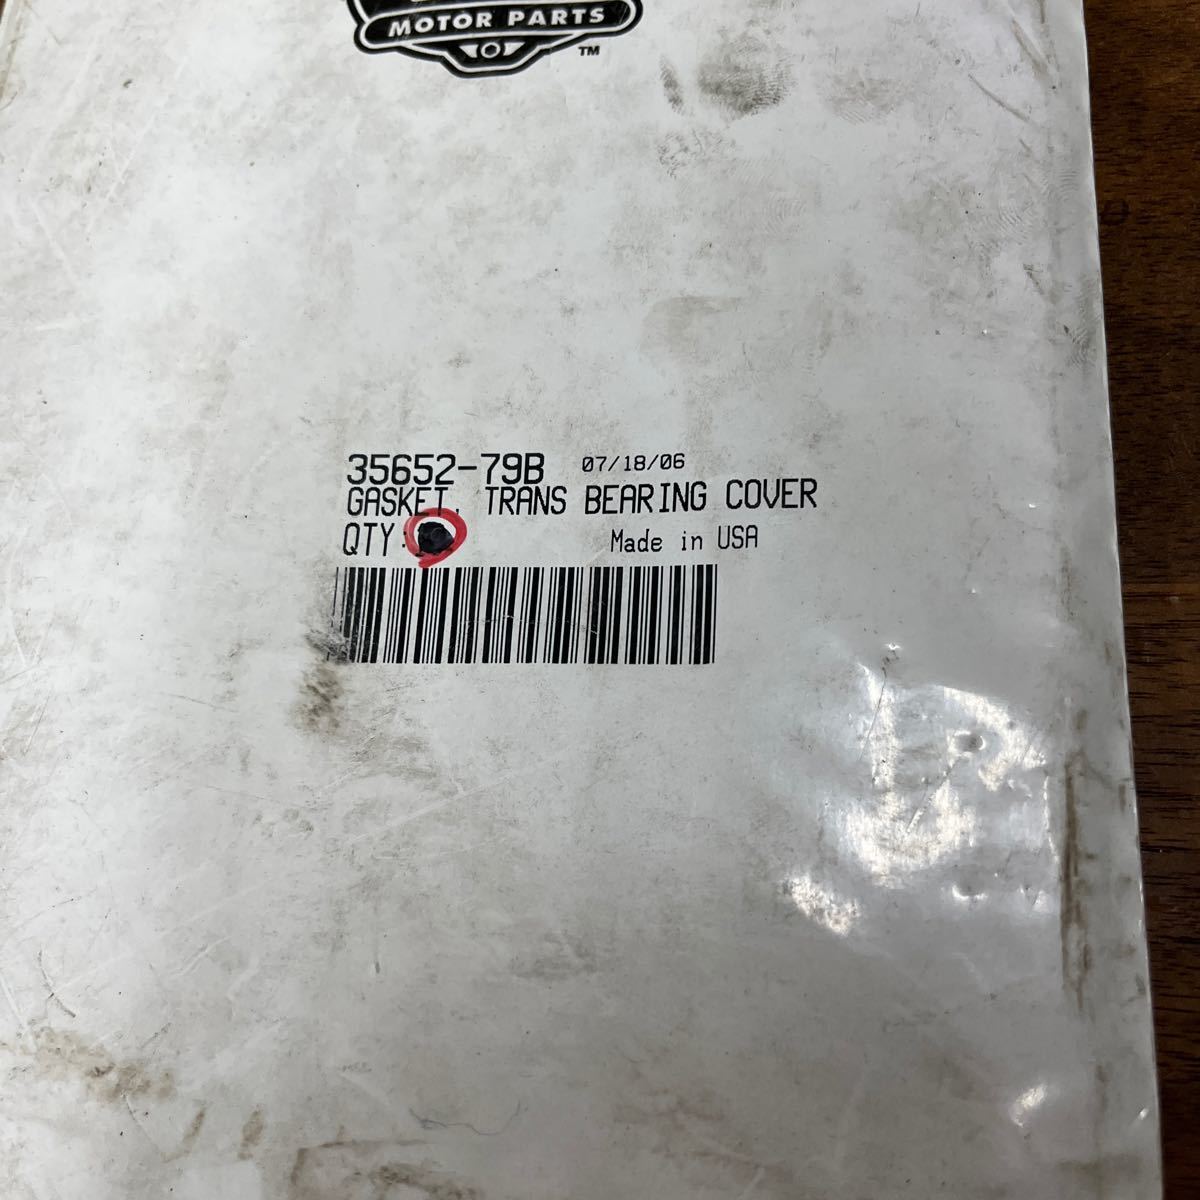 MOTOR PARTS
TM
35652-79B 07/18/06
GASKET, TRANS BEARING COVER
QTY: Made in USA